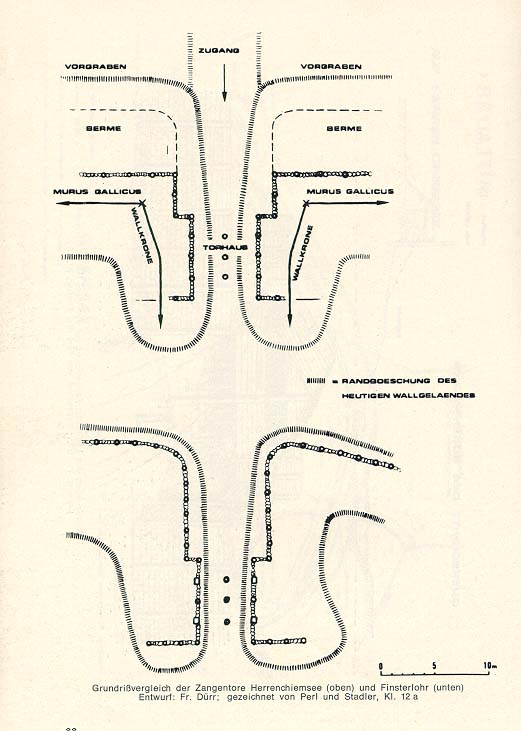 ZUGANG
VORGRABEN
VORGRABEN
BERME
BERME
MURUS GALLICUS
MURUS GALLICUS
WALLKRONE
WALLKRONE
TORHAUS
= RANDBOESCHUNG DES
HEUTIGEN WALLGELAENDES
0 5 10m
Grundrißvergleich der Zangentore Herrenchiemsee (oben) und Finsterlohr (unten)
Entwurf: Fr. Dürr; gezeichnet von Perl und Stadler, Kl. 12 a